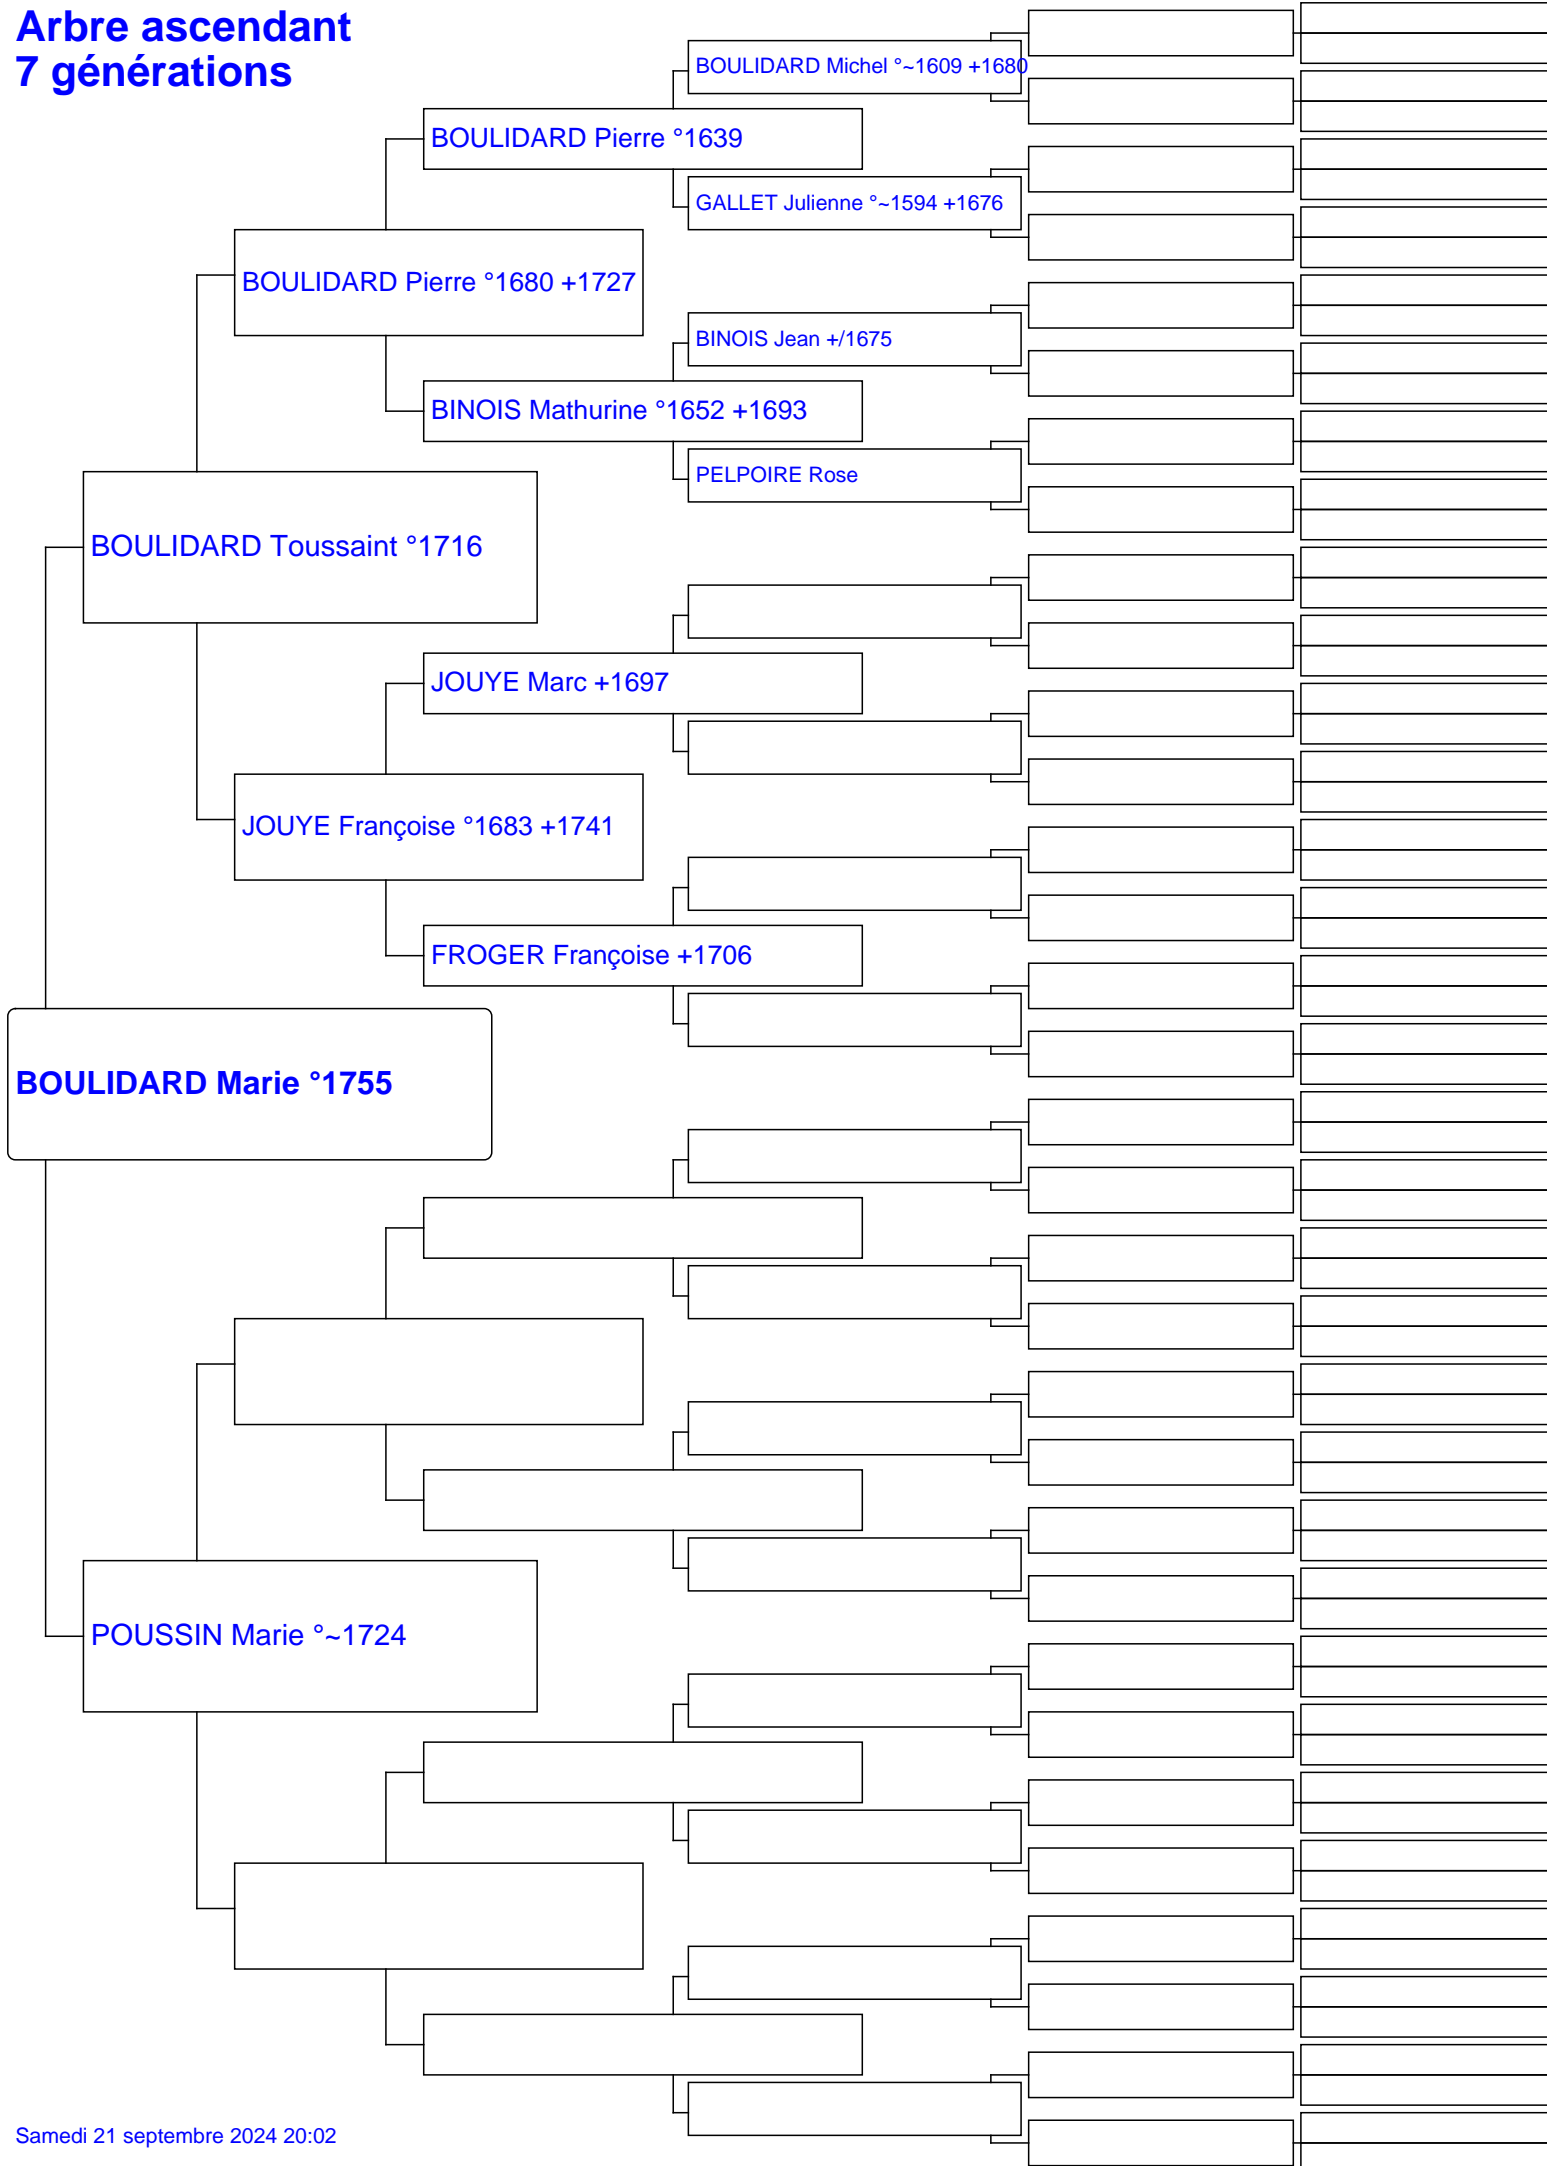 Arbre ascendant
7 générations
BOULIDARD Michel °~1609 +1680
BOULIDARD Pierre °1639
GALLET Julienne °~1594 +1676
BOULIDARD Pierre °1680 +1727
BINOIS Jean +/1675
BINOIS Mathurine °1652 +1693
PELPOIRE Rose
BOULIDARD Toussaint °1716
JOUYE Marc +1697
JOUYE Françoise °1683 +1741
FROGER Françoise +1706
BOULIDARD Marie °1755
POUSSIN Marie °~1724
Samedi 21 septembre 2024 20:02